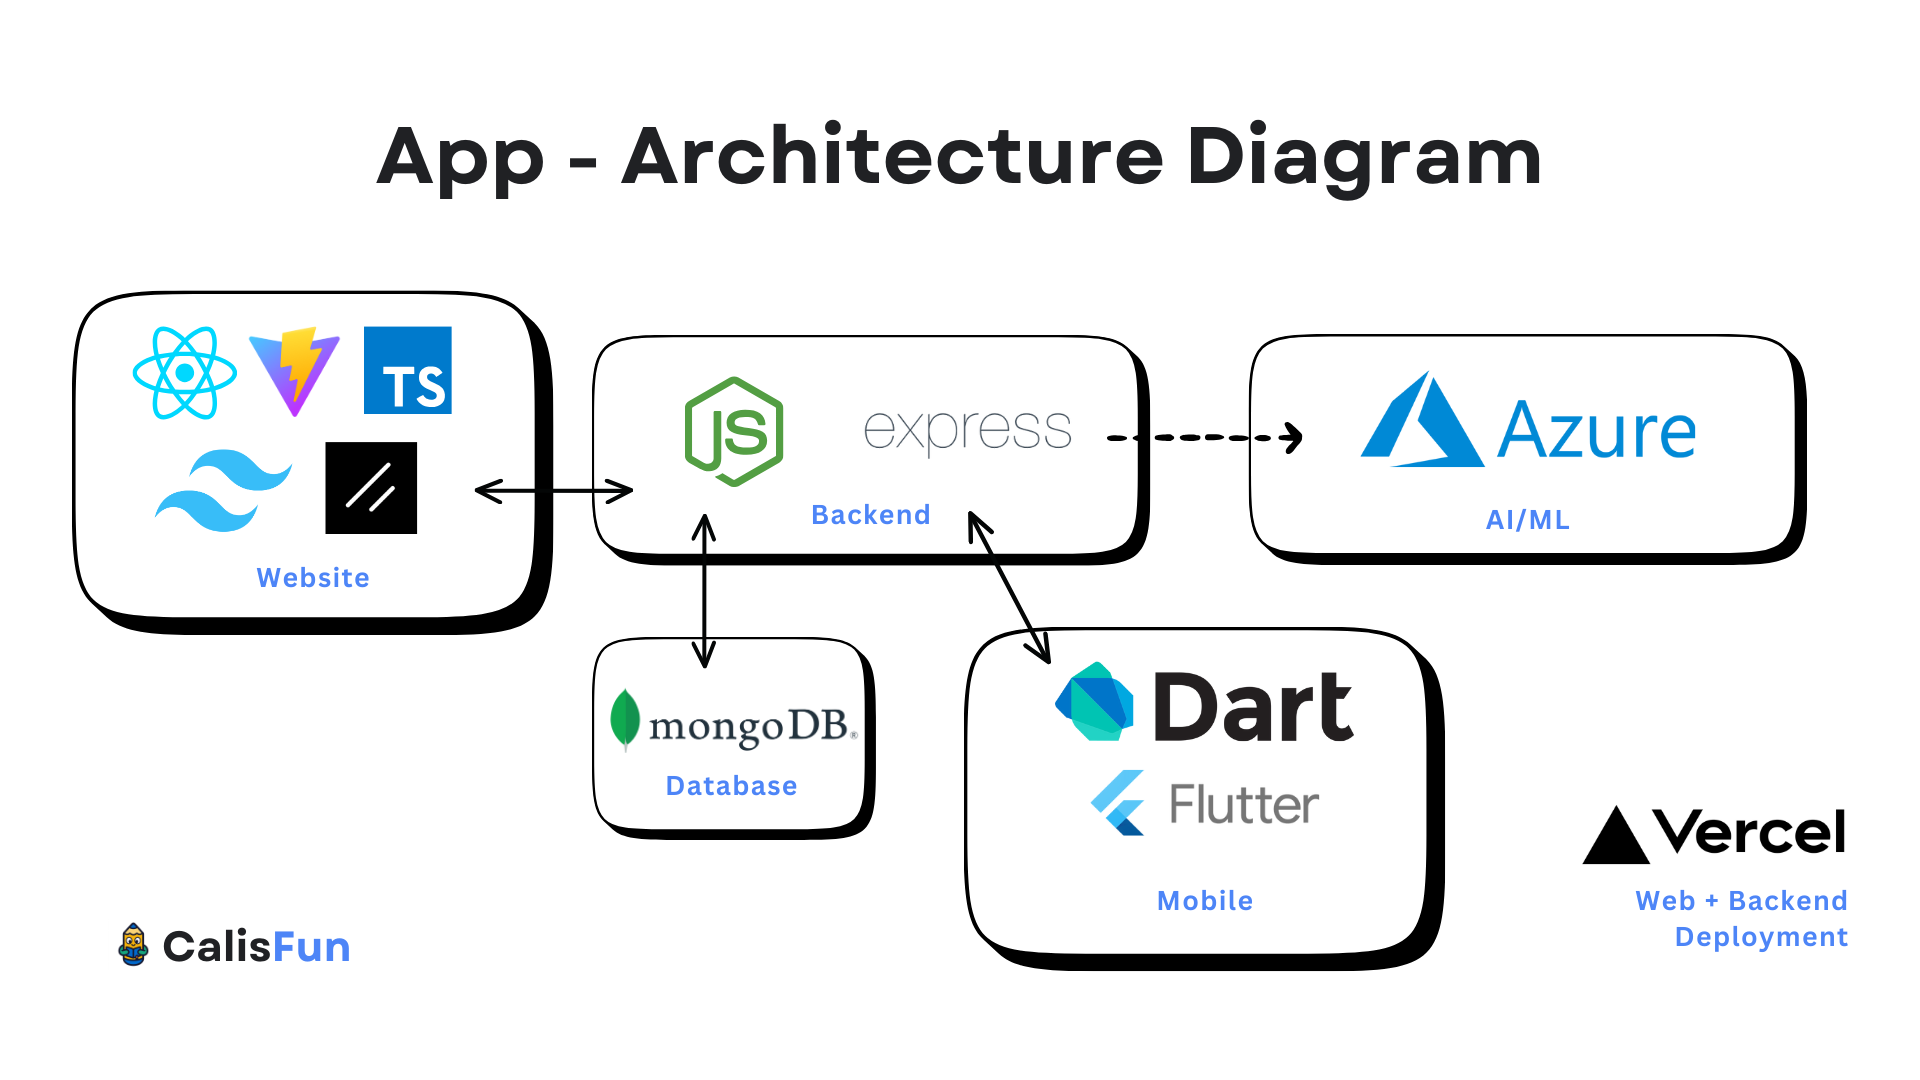 App - Architecture Diagram
TS
Website
JS
express
Backend
Azure
AI/ML
mongoDB®
Database
Dart
Flutter
Mobile
Vercel
Web + Backend
Deployment
CalisFun